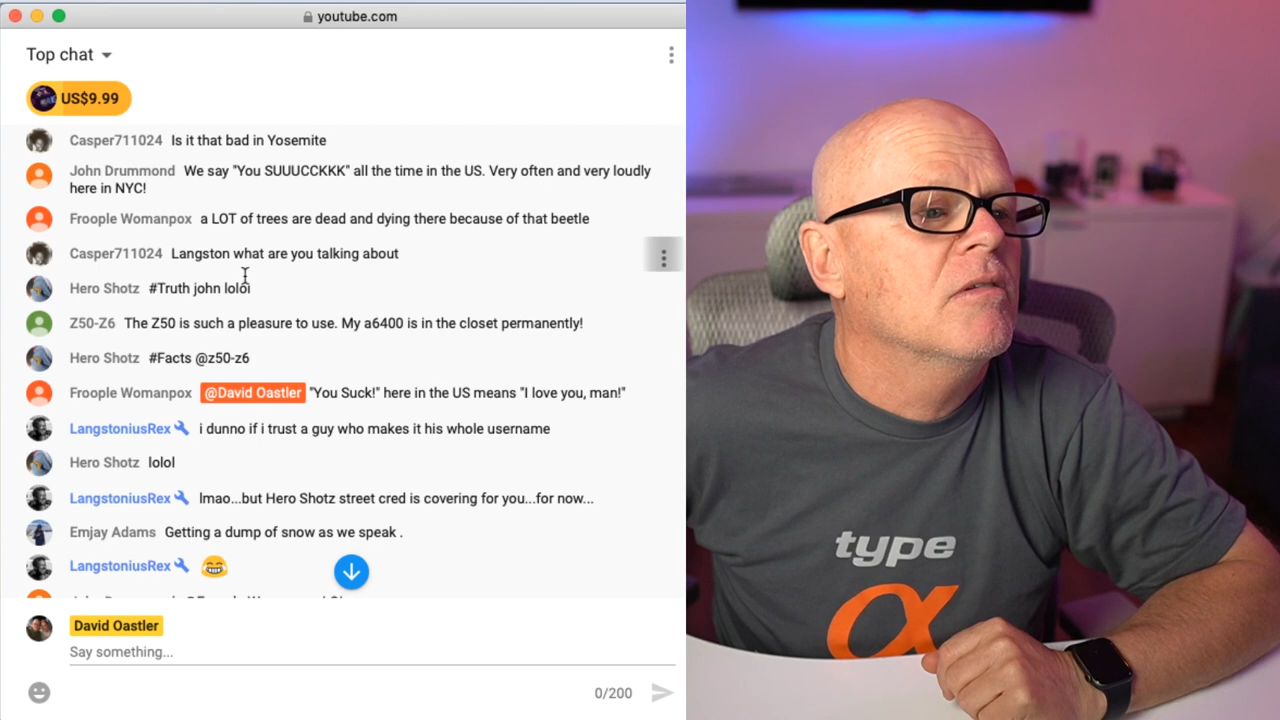 youtube.com
Top chat
US$9.99
Casper711024 Is it that bad in Yosemite
John Drummond We say "You SUUUCCKKK" all the time in the US. Very often and very loudly
here in NYC!
Froople Womanpox a LOT of trees are dead and dying there because of that beetle
Casper711024 Langston what are you talking about
Hero Shotz #Truth john lolol
Z50-Z6 The Z50 is such a pleasure to use. My a6400 is in the closet permanently!
Hero Shotz #Facts @z50-z6
Froople Womanpox @David Oastler "You Suck!" here in the US means "I love you, man!"
LangstoniusRex i dunno if i trust a guy who makes it his whole username
Hero Shotz lolol
LangstoniusRex lmao...but Hero Shotz street cred is covering for you...for now...
Emjay Adams Getting a dump of snow as we speak .
LangstoniusRex 😂
David Oastler
Say something...
0/200
type
α